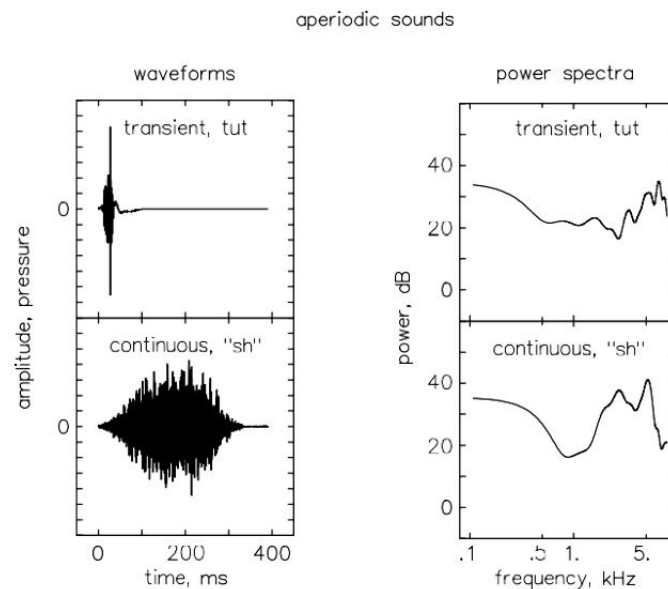 aperiodic sounds
waveforms
power spectra
transient, tut
transient, tut
0
40
20
0
amplitude, pressure
power, dB
continuous, "sh"
continuous, "sh"
0
40
20
0
0 200 400
.1 .5 1. 5.
time, ms
frequency, kHz